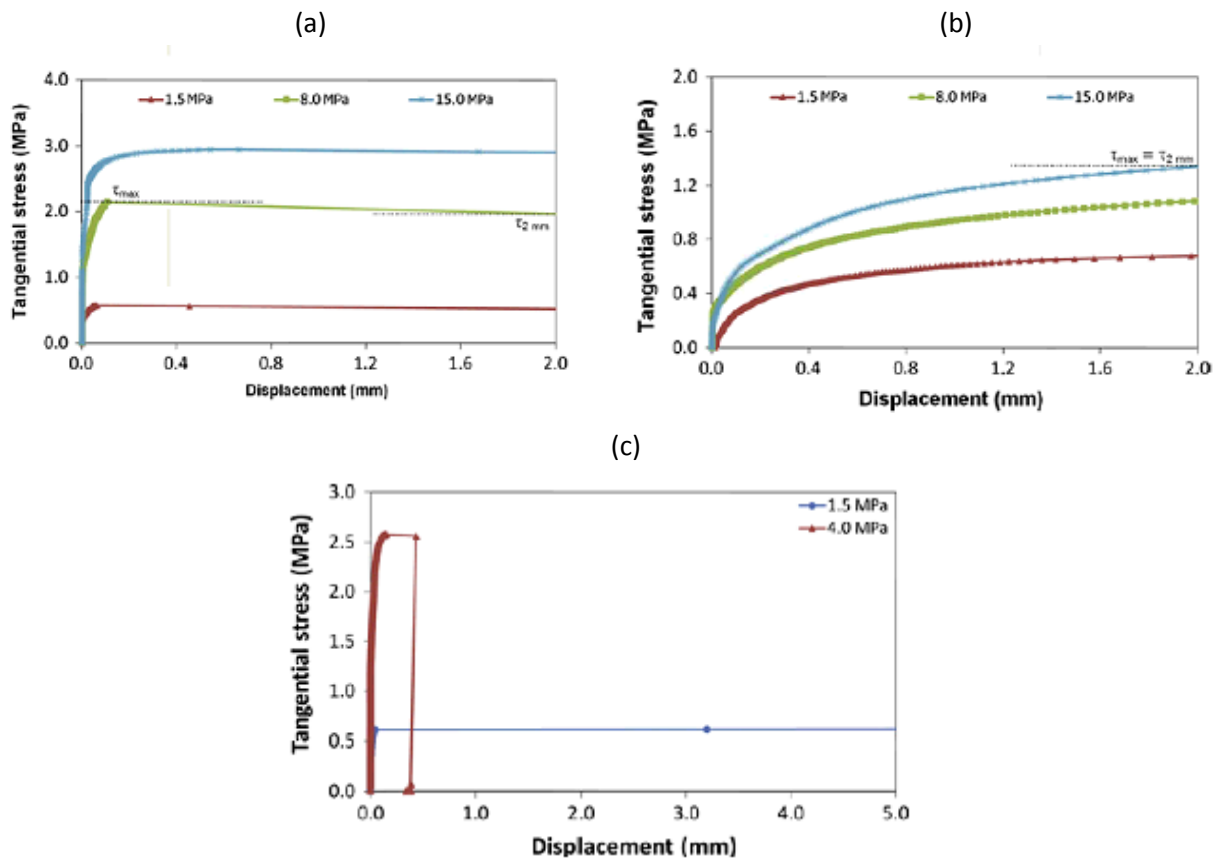 (a)
(b)
Tangential stress (MPa)
4.0
3.0
2.0
1.0
0.0
1.5 MPa
8.0 MPa
15.0 MPa
τmax
τ2 mm
0.0
0.4
0.8
1.2
1.6
2.0
Displacement (mm)
Tangential stress (MPa)
2.0
1.6
1.2
0.8
0.4
0.0
1.5 MPa
8.0 MPa
15.0 MPa
τmax = τ2 mm
0.0
0.4
0.8
1.2
1.6
2.0
Displacement (mm)
(c)
Tangential stress (MPa)
3.0
2.5
2.0
1.5
1.0
0.5
0.0
1.5 MPa
4.0 MPa
0.0
1.0
2.0
3.0
4.0
5.0
Displacement (mm)